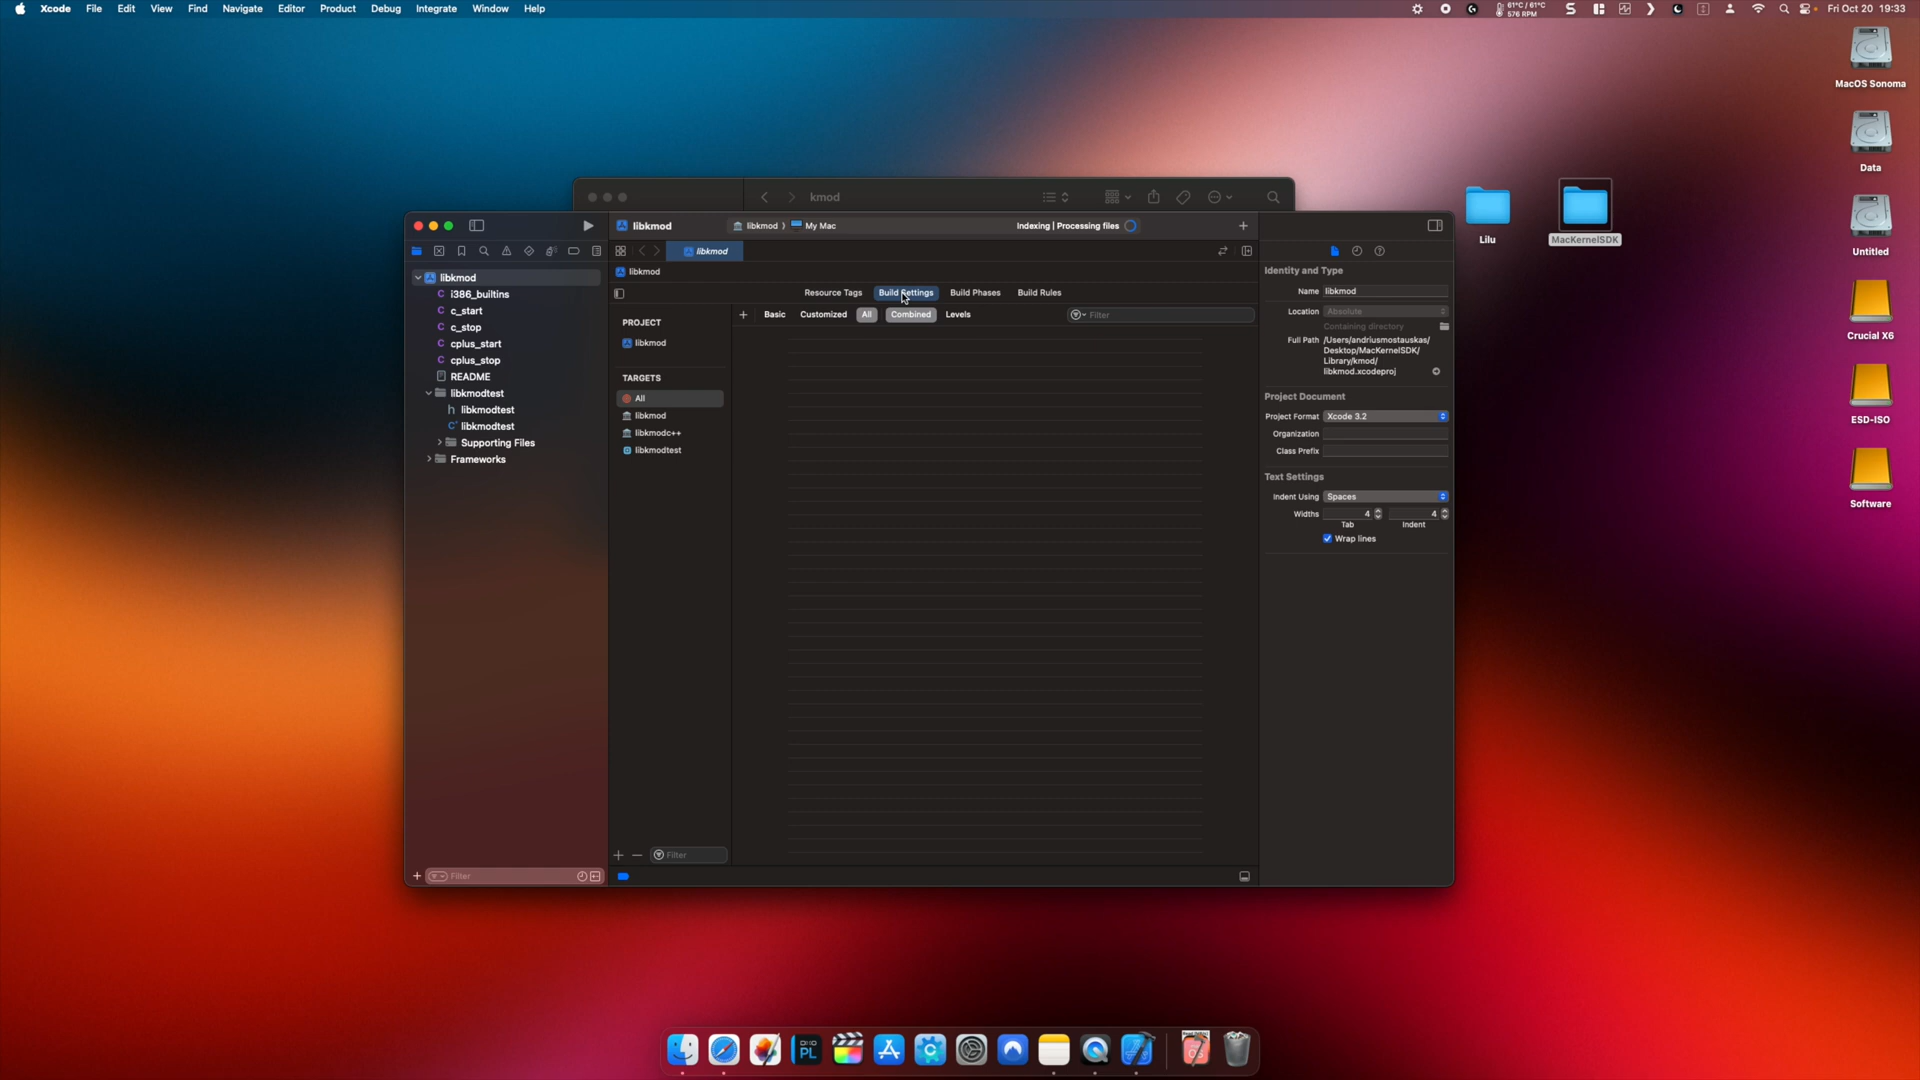 Xcode File Edit View Find Navigate Editor Product Debug Integrate Window Help
61°C / 61°C
576 RPM
Fri Oct 20 19:33
MacOS Sonoma
Data
Untitled
Crucial X6
ESD-ISO
Software
Lilu
MacKernelSDK
kmod
libkmod
libkmod
My Mac
Indexing | Processing files
libkmod
libkmod
Resource Tags
Build Settings
Build Phases
Build Rules
Basic
Customized
All
Combined
Levels
Filter
libkmod
i386_builtins
c_start
c_stop
cplus_start
cplus_stop
README
libkmodtest
libkmodtest
libkmodtest
Supporting Files
Frameworks
Filter
PROJECT
libkmod
TARGETS
All
libkmod
libkmodc++
libkmodtest
Filter
Identity and Type
Name libkmod
Location Absolute
Containing directory
Full Path /Users/andriusmostauskas/
Desktop/MacKernelSDK/
Library/kmod/
libkmod.xcodeproj
Project Document
Project Format Xcode 3.2
Organization
Class Prefix
Text Settings
Indent Using Spaces
Widths 4 4
Tab Indent
Wrap lines